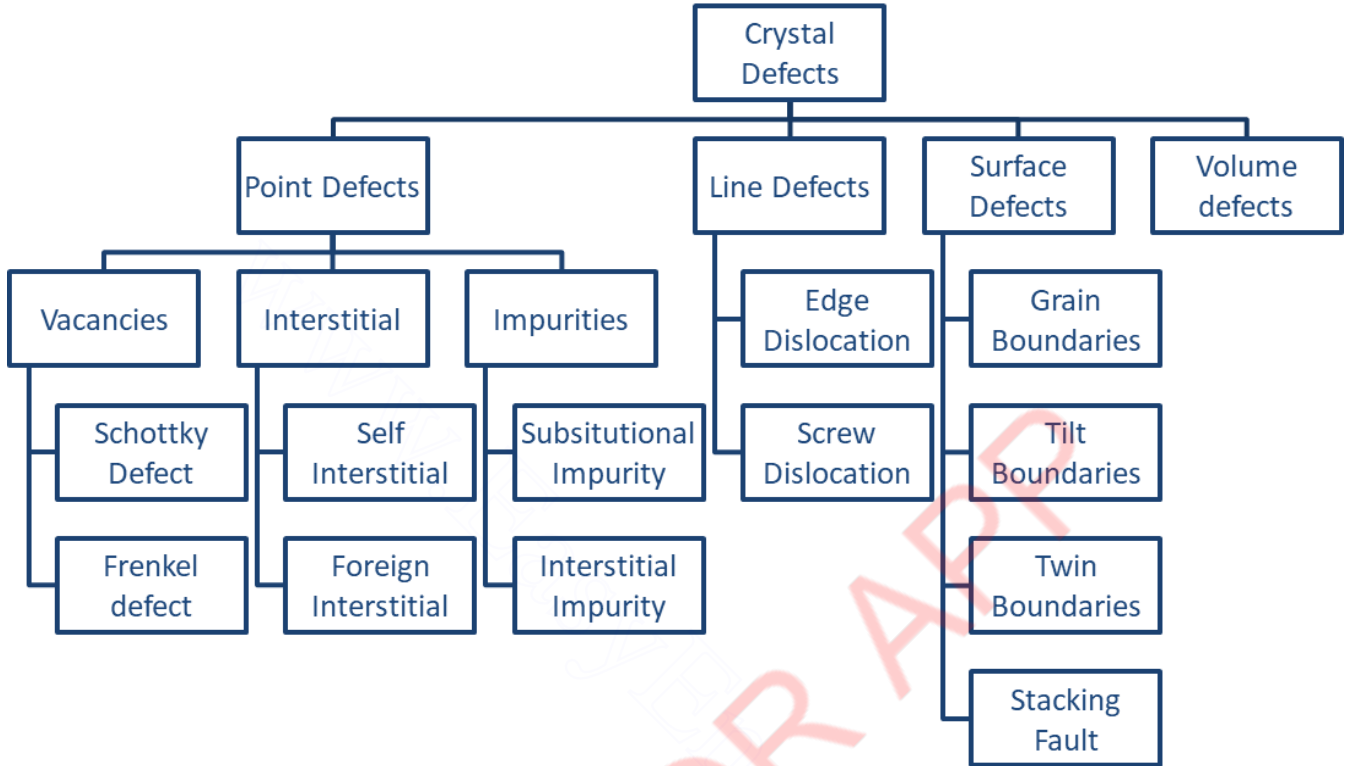 Crystal
Defects
Point Defects
Line Defects
Surface
Defects
Volume
defects
Vacancies
Interstitial
Impurities
Edge
Dislocation
Grain
Boundaries
Schottky
Defect
Self
Interstitial
Subsitutional
Impurity
Screw
Dislocation
Tilt
Boundaries
Frenkel
defect
Foreign
Interstitial
Interstitial
Impurity
Twin
Boundaries
Stacking
Fault
APP